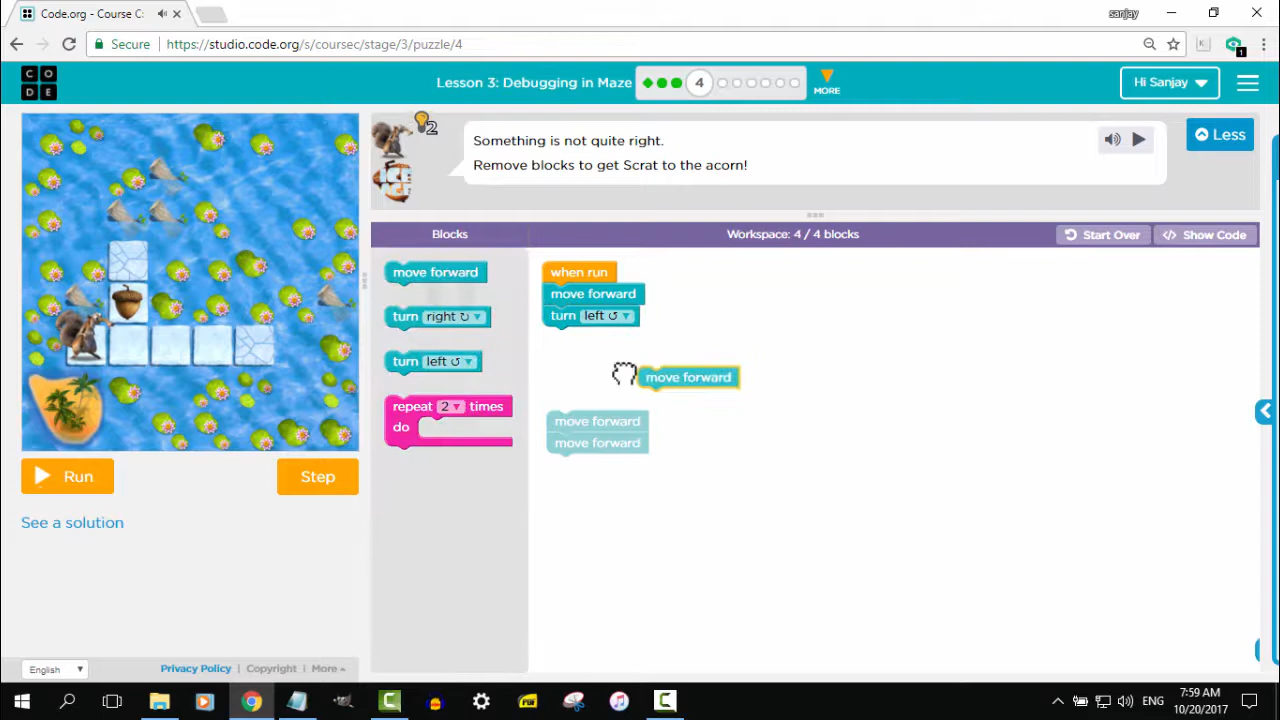 Code.org - Course C:
sanjay
Secure
https://studio.code.org/s/coursec/stage/3/puzzle/4
1
C O
D E
Lesson 3: Debugging in Maze
4
MORE
Hi Sanjay
2
Something is not quite right.
Remove blocks to get Scrat to the acorn!
Less
Blocks
Workspace: 4 / 4 blocks
Start Over
</> Show Code
move forward
turn right ↻
turn left ↺
repeat 2 times
do
when run
move forward
turn left ↺
move forward
move forward
move forward
Run
Step
See a solution
English
Privacy Policy | Copyright | More
ENG
7:59 AM
10/20/2017